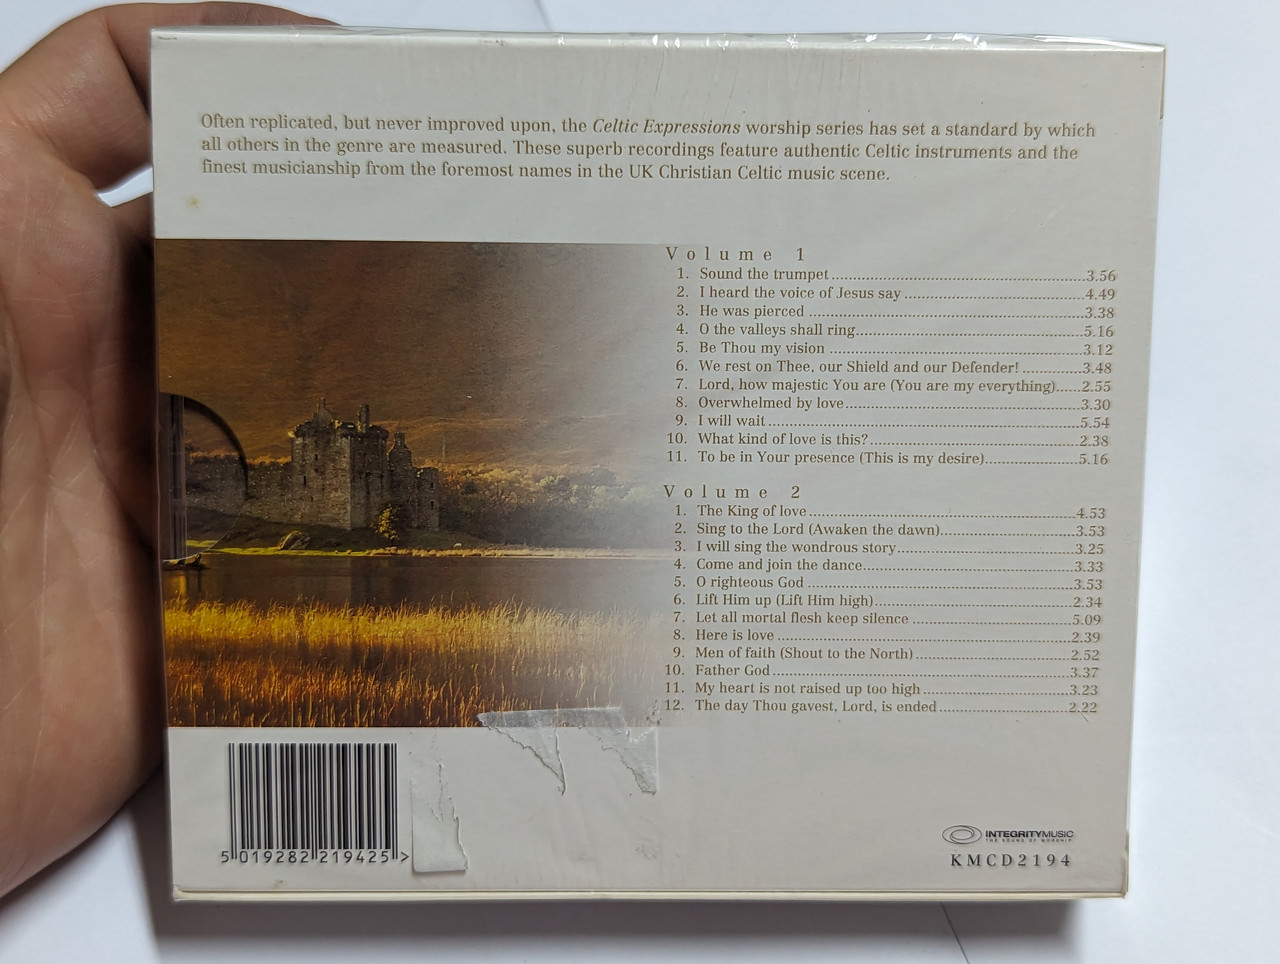 Often replicated, but never improved upon, the Celtic Expressions worship series has set a standard by which
all others in the genre are measured. These superb recordings feature authentic Celtic instruments and the
finest musicianship from the foremost names in the UK Christian Celtic music scene.
Volume 1
1. Sound the trumpet 3.56
2. I heard the voice of Jesus say 4.49
3. He was pierced 3.38
4. O the valleys shall ring 5.16
5. Be Thou my vision 3.12
6. We rest on Thee, our Shield and our Defender! 3.48
7. Lord, how majestic You are (You are my everything) 2.55
8. Overwhelmed by love 3.30
9. I will wait 5.54
10. What kind of love is this? 2.38
11. To be in Your presence (This is my desire) 5.16
Volume 2
1. The King of love 4.53
2. Sing to the Lord (Awaken the dawn) 3.53
3. I will sing the wondrous story 3.25
4. Come and join the dance 3.33
5. O righteous God 3.53
6. Lift Him up (Lift Him high) 2.34
7. Let all mortal flesh keep silence 5.09
8. Here is love 2.39
9. Men of faith (Shout to the North) 2.52
10. Father God 3.37
11. My heart is not raised up too high 3.23
12. The day Thou gavest, Lord, is ended 2.22
5 019282 219425 >
INTEGRITYMUSIC
THE SOUND OF WORSHIP
KMCD2194